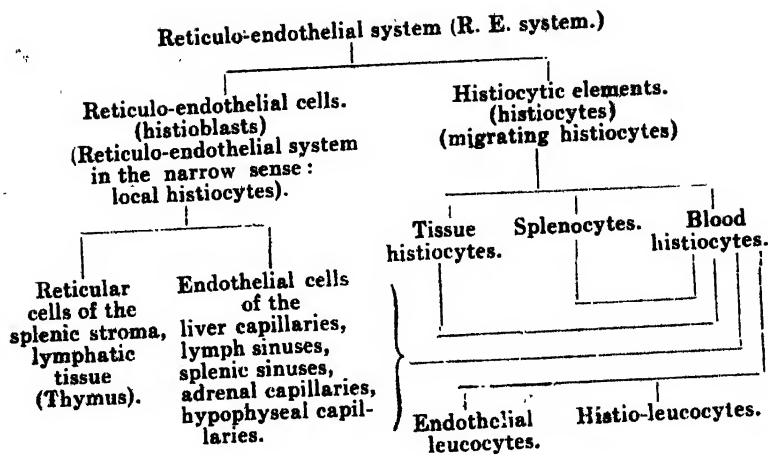 Reticulo-endothelial system (R. E. system.)
Reticulo-endothelial cells.
(histioblasts)
(Reticulo-endothelial system
in the narrow sense:
local histiocytes).
Histiocytic elements.
(histiocytes)
(migrating histiocytes)
Reticular
cells of the
splenic stroma,
lymphatic
tissue
(Thymus).
Endothelial cells
of the
liver capillaries,
lymph sinuses,
splenic sinuses,
adrenal capillaries,
hypophyseal capil-
laries.
Tissue
histiocytes.
Splenocytes.
Blood
histiocytes.
Endothelial
leucocytes.
Histio-leucocytes.